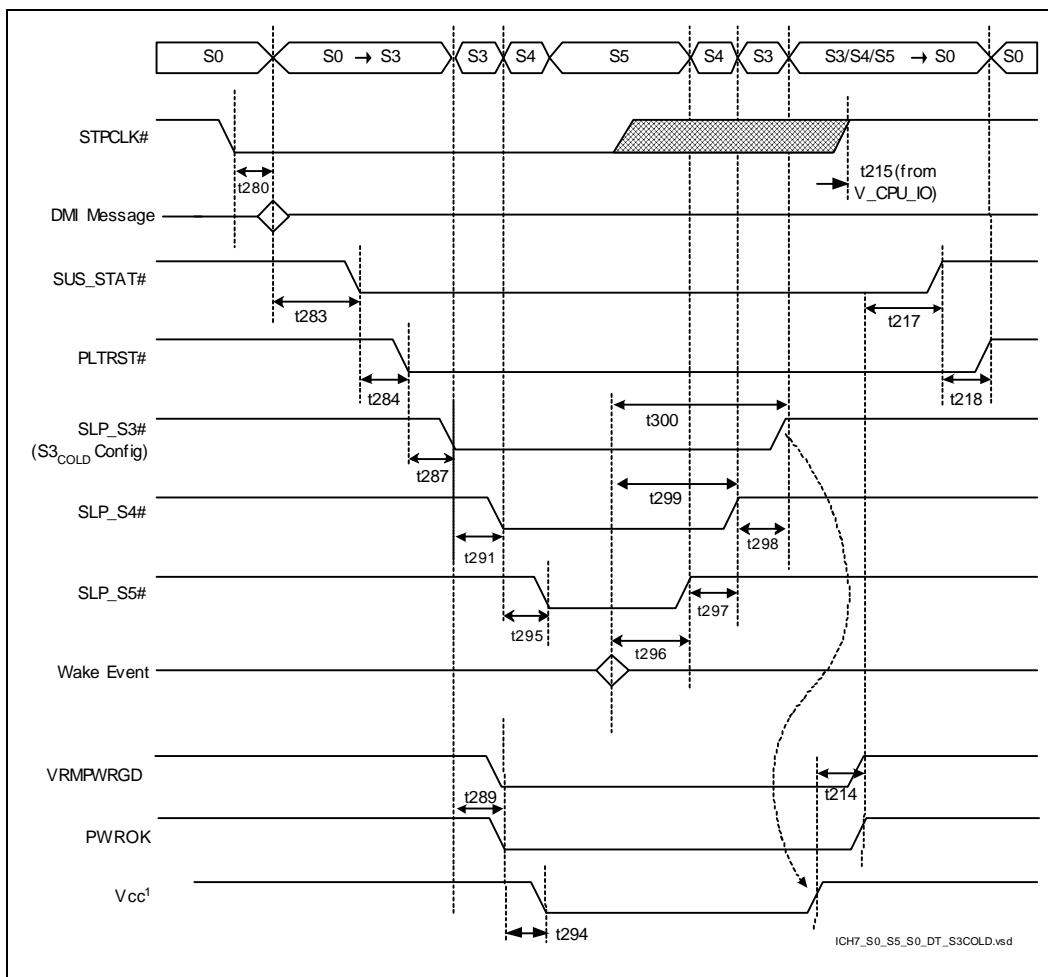 S0 S0 → S3 S3 S4 S5 S4 S3 S3/S4/S5 → S0 S0
STPCLK#
t280
t215 (from
V_CPU_IO)
DMI Message
SUS_STAT#
t283
t217
PLTRST#
t284
t218
SLP_S3#
(S3COLD Config)
t300
t287
SLP_S4#
t299
t291
t298
SLP_S5#
t295
t297
t296
Wake Event
VRMPWRGD
t289
t214
PWROK
Vcc¹
t294
ICH7_S0_S5_S0_DT_S3COLD.vsd